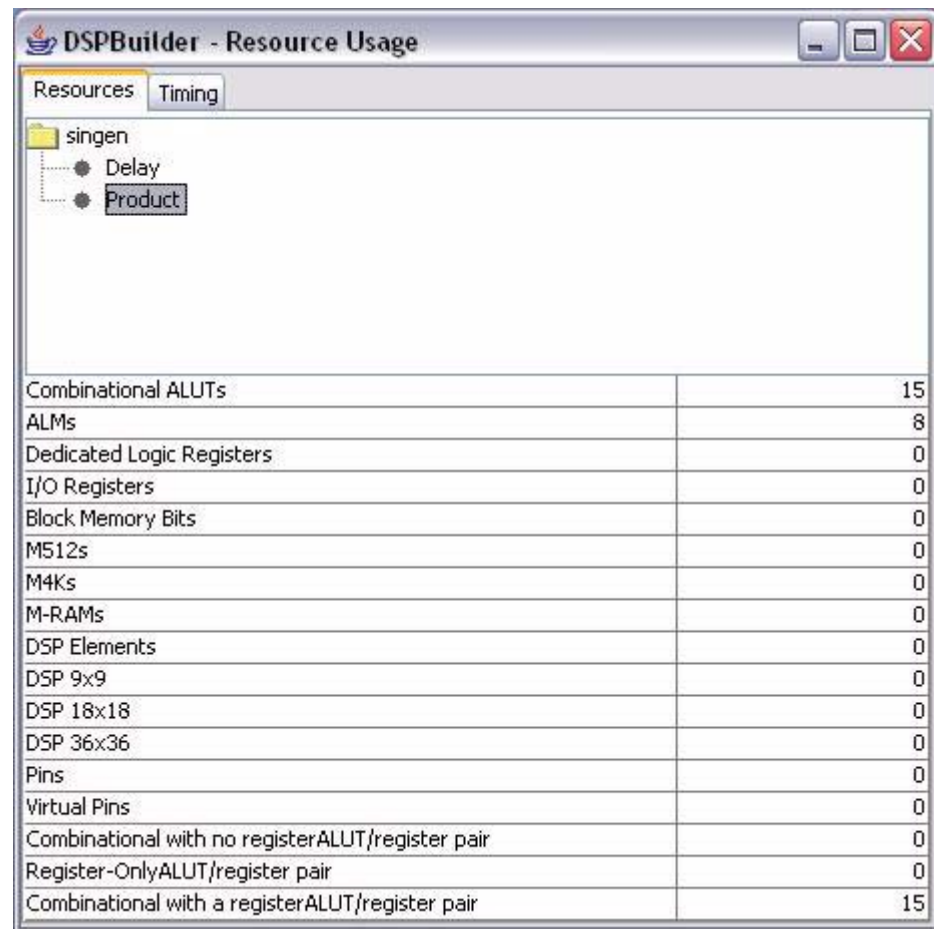 DSPBuilder - Resource Usage
Resources Timing
singen
Delay
Product
Combinational ALUTs 15
ALMs 8
Dedicated Logic Registers 0
I/O Registers 0
Block Memory Bits 0
M512s 0
M4Ks 0
M-RAMs 0
DSP Elements 0
DSP 9x9 0
DSP 18x18 0
DSP 36x36 0
Pins 0
Virtual Pins 0
Combinational with no registerALUT/register pair 0
Register-OnlyALUT/register pair 0
Combinational with a registerALUT/register pair 15